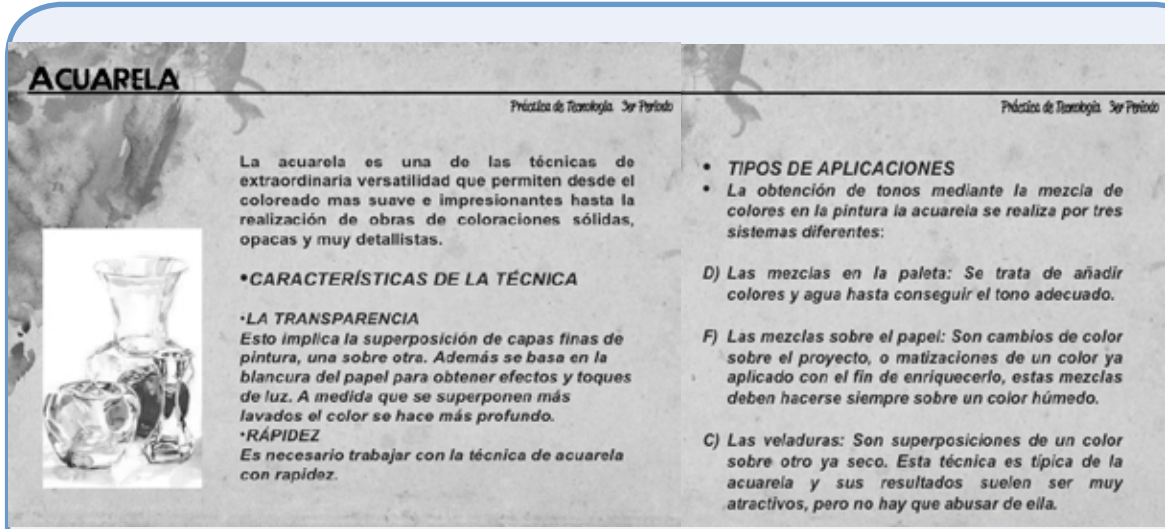 ACUARELA
Práctica de Tecnología 3er Periodo
La acuarela es una de las técnicas de
extraordinaria versatilidad que permiten desde el
coloreado mas suave e impresionantes hasta la
realización de obras de coloraciones sólidas,
opacas y muy detallistas.
•CARACTERÍSTICAS DE LA TÉCNICA
•LA TRANSPARENCIA
Esto implica la superposición de capas finas de
pintura, una sobre otra. Además se basa en la
blancura del papel para obtener efectos y toques
de luz. A medida que se superponen más
lavados el color se hace más profundo.
•RÁPIDEZ
Es necesario trabajar con la técnica de acuarela
con rapidez.
Práctica de Tecnología 3er Periodo
• TIPOS DE APLICACIONES
• La obtención de tonos mediante la mezcla de
colores en la pintura la acuarela se realiza por tres
sistemas diferentes:
D) Las mezclas en la paleta: Se trata de añadir
colores y agua hasta conseguir el tono adecuado.
F) Las mezclas sobre el papel: Son cambios de color
sobre el proyecto, o matizaciones de un color ya
aplicado con el fin de enriquecerlo, estas mezclas
deben hacerse siempre sobre un color húmedo.
C) Las veladuras: Son superposiciones de un color
sobre otro ya seco. Esta técnica es típica de la
acuarela y sus resultados suelen ser muy
atractivos, pero no hay que abusar de ella.